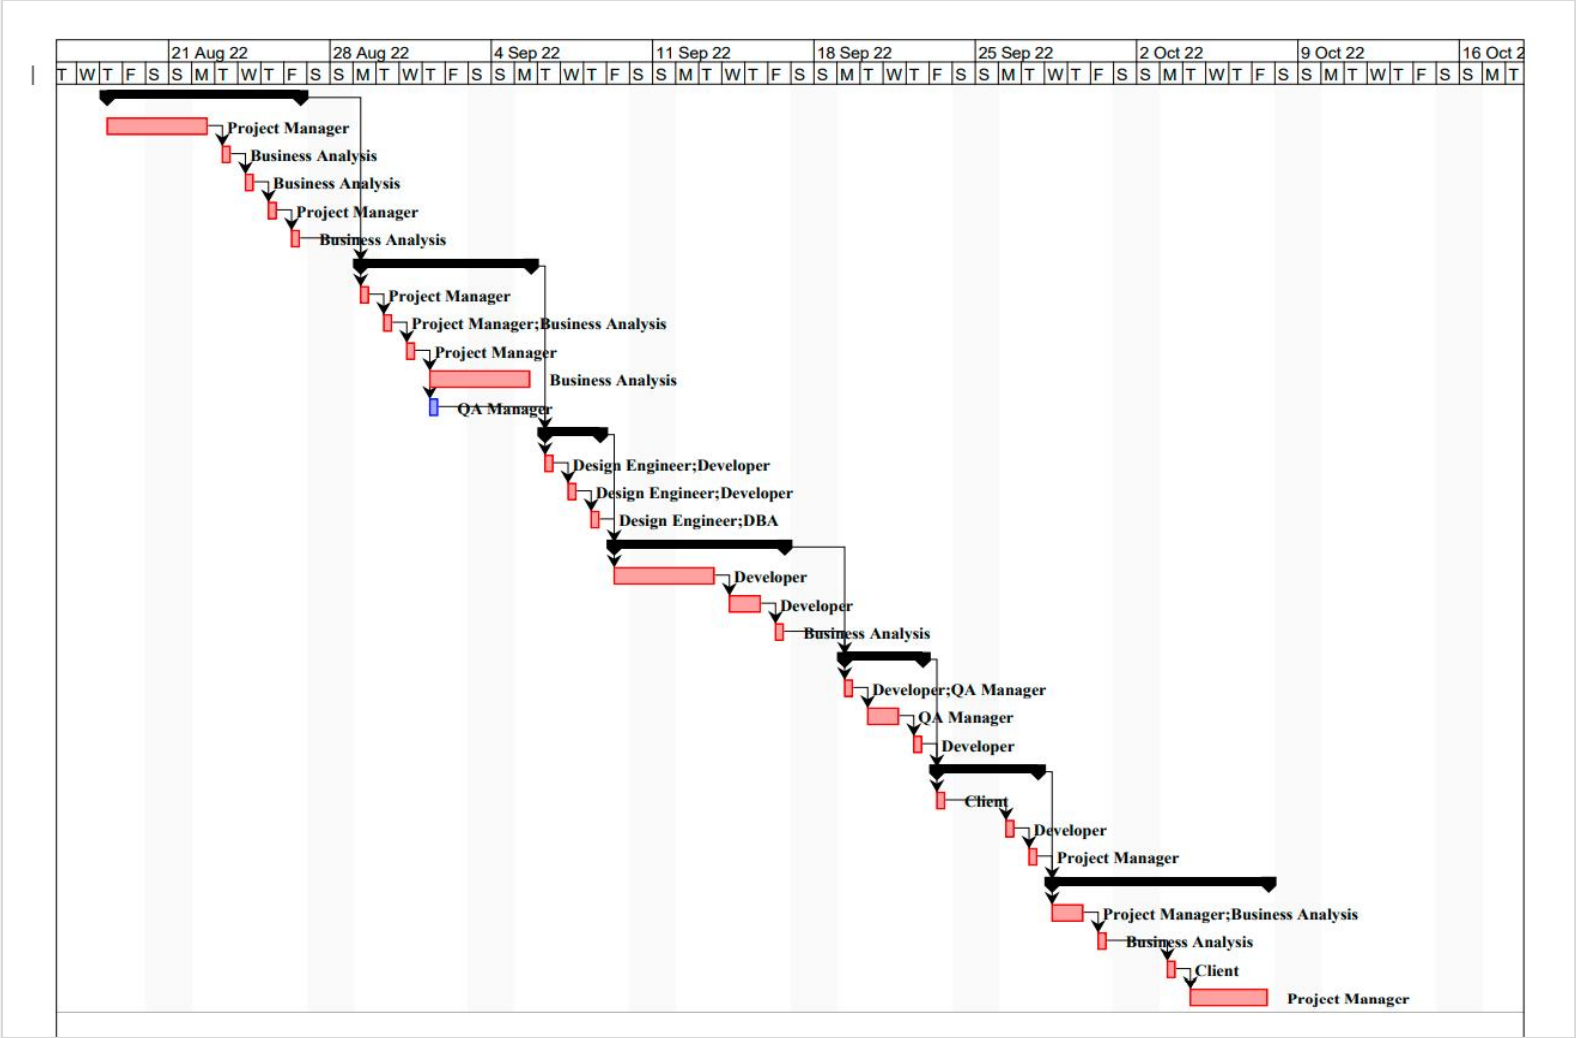 21 Aug 22 28 Aug 22 4 Sep 22 11 Sep 22 18 Sep 22 25 Sep 22 2 Oct 22 9 Oct 22 16 Oct 2
T W T F S S M T W T F S S M T W T F S S M T W T F S S M T W T F S S M T W T F S S M T W T F S S M T W T F S S M T W T F S S M T
Project Manager
Business Analysis
Business Analysis
Project Manager
Business Analysis
Project Manager
Project Manager;Business Analysis
Project Manager
Business Analysis
QA Manager
Design Engineer;Developer
Design Engineer;Developer
Design Engineer;DBA
Developer
Developer
Business Analysis
Developer;QA Manager
QA Manager
Developer
Client
Developer
Project Manager
Project Manager;Business Analysis
Business Analysis
Client
Project Manager